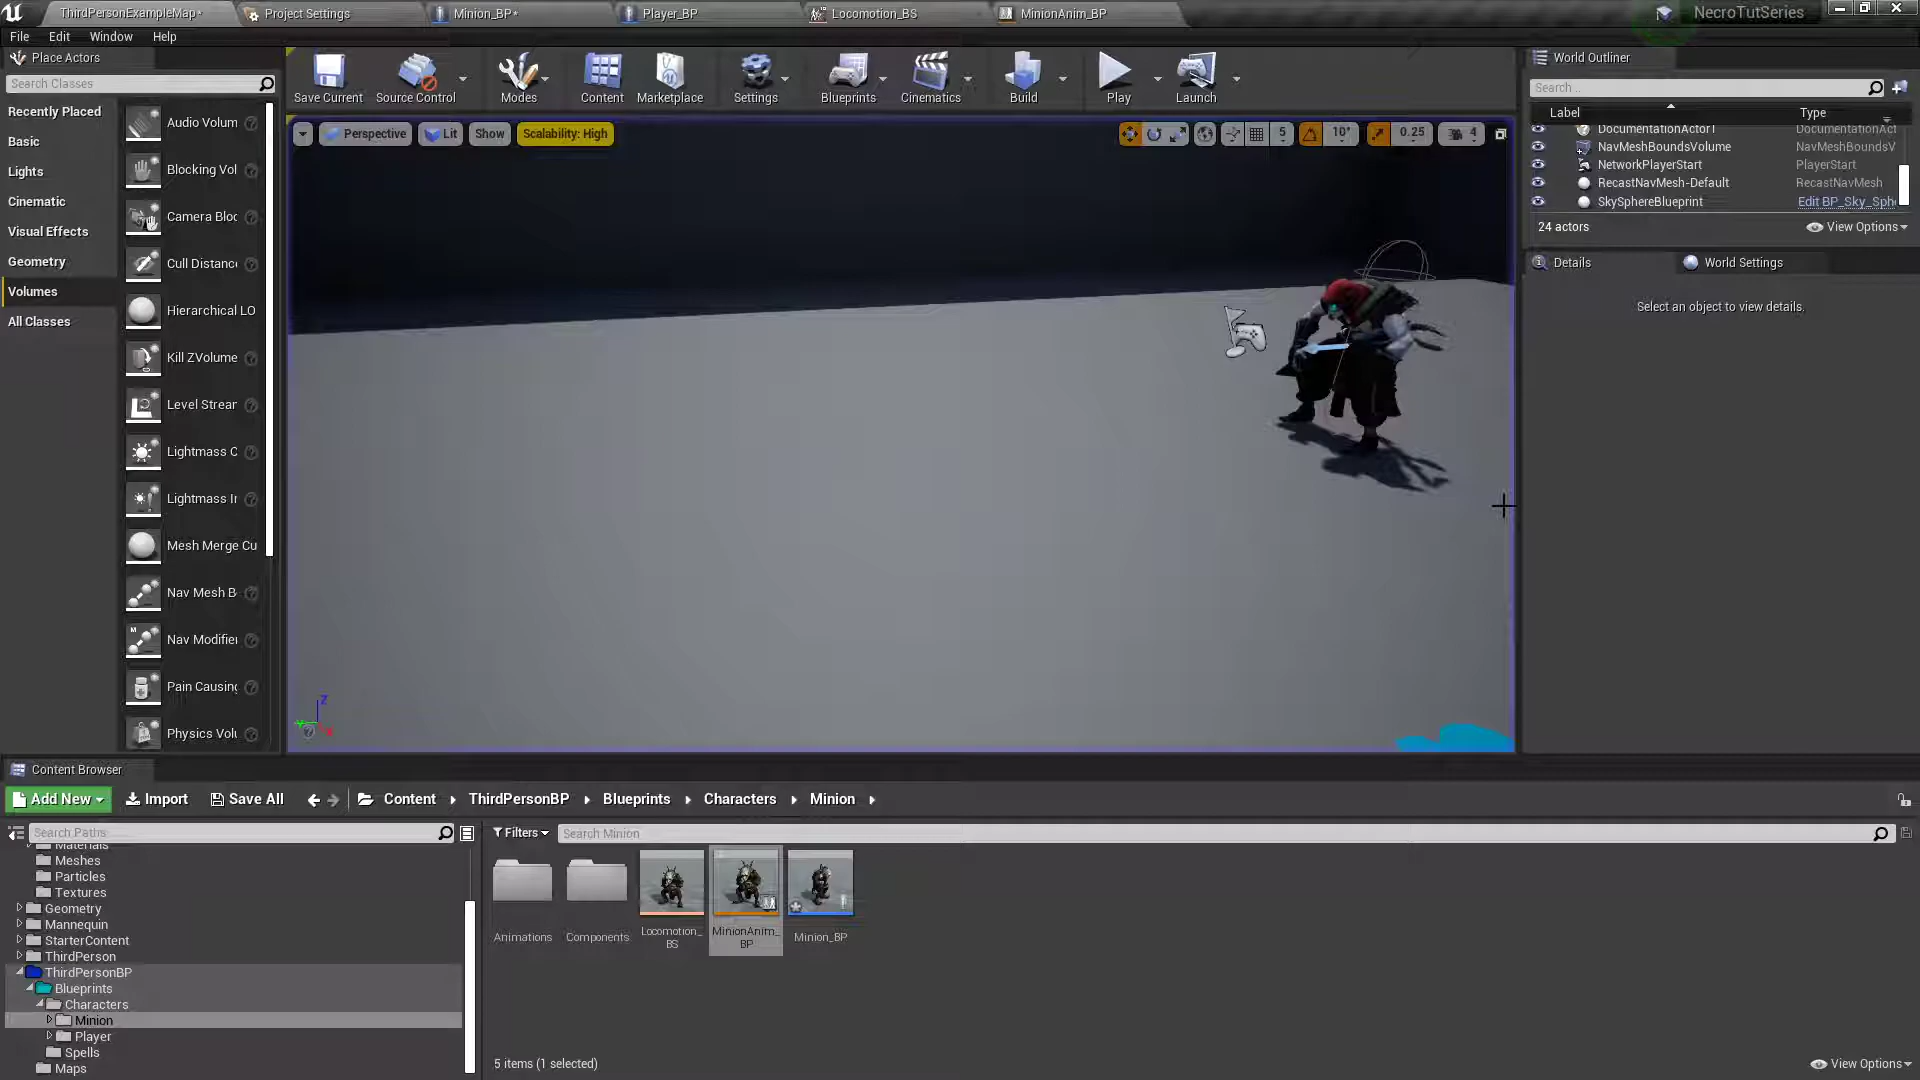 ThirdPersonExampleMap*
Project Settings
Minion_BP*
Player_BP
Locomotion_BS
MinionAnim_BP
NecroTutSeries
File
Edit
Window
Help
Place Actors
Search Classes
Recently Placed
Basic
Lights
Cinematic
Visual Effects
Geometry
Volumes
All Classes
Audio Volum
Blocking Vol
Camera Bloc
Cull Distance
Hierarchical LO
Kill ZVolume
Level Strear
Lightmass C
Lightmass Ir
Mesh Merge Cu
Nav Mesh B
Nav Modifier
Pain Causing
Physics Volu
Save Current
Source Control
Modes
Content
Marketplace
Settings
Blueprints
Cinematics
Build
Play
Launch
Perspective
Lit
Show
Scalability: High
5
10°
0.25
4
Z
World Outliner
Search...
Label
Type
DocumentationActor1
DocumentationAct
NavMeshBoundsVolume
NavMeshBoundsV
NetworkPlayerStart
PlayerStart
RecastNavMesh-Default
RecastNavMesh
SkySphereBlueprint
Edit BP_Sky_Sph
24 actors
View Options
Details
World Settings
Select an object to view details.
Content Browser
Add New
Import
Save All
Content
ThirdPersonBP
Blueprints
Characters
Minion
Search Paths
Filters
Search Minion
Materials
Meshes
Particles
Textures
Geometry
Mannequin
StarterContent
ThirdPerson
ThirdPersonBP
Blueprints
Characters
Minion
Player
Spells
Maps
Animations
Components
Locomotion_
BS
MinionAnim_
BP
Minion_BP
5 items (1 selected)
View Options